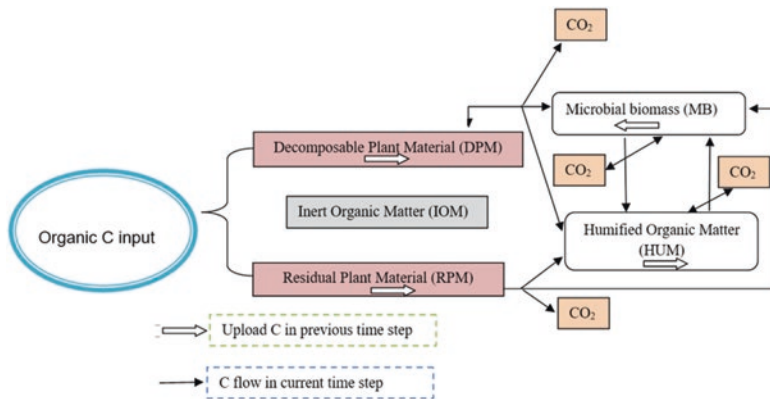 CO₂
Microbial biomass (MB)
Decomposable Plant Material (DPM)
CO₂
CO₂
Inert Organic Matter (IOM)
Organic C input
Humified Organic Matter
(HUM)
Residual Plant Material (RPM)
CO₂
Upload C in previous time step
C flow in current time step